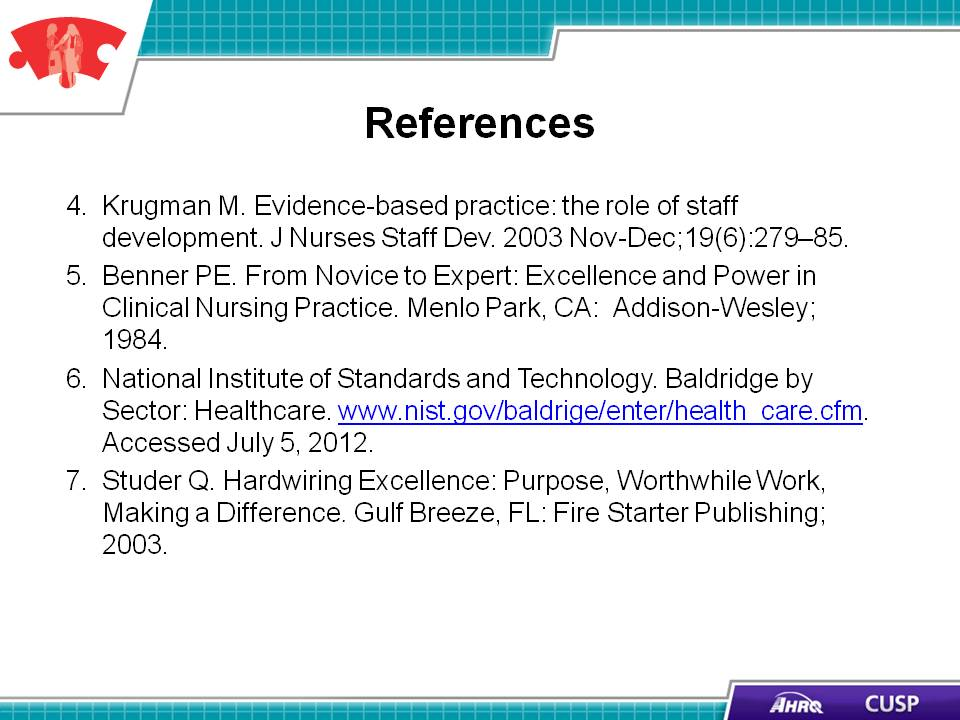 References
4. Krugman M. Evidence-based practice: the role of staff
development. J Nurses Staff Dev. 2003 Nov-Dec;19(6):279–85.
5. Benner PE. From Novice to Expert: Excellence and Power in
Clinical Nursing Practice. Menlo Park, CA:  Addison-Wesley;
1984.
6. National Institute of Standards and Technology. Baldridge by
Sector: Healthcare. www.nist.gov/baldrige/enter/health_care.cfm.
Accessed July 5, 2012.
7. Studer Q. Hardwiring Excellence: Purpose, Worthwhile Work,
Making a Difference. Gulf Breeze, FL: Fire Starter Publishing;
2003.
AHRQ CUSP